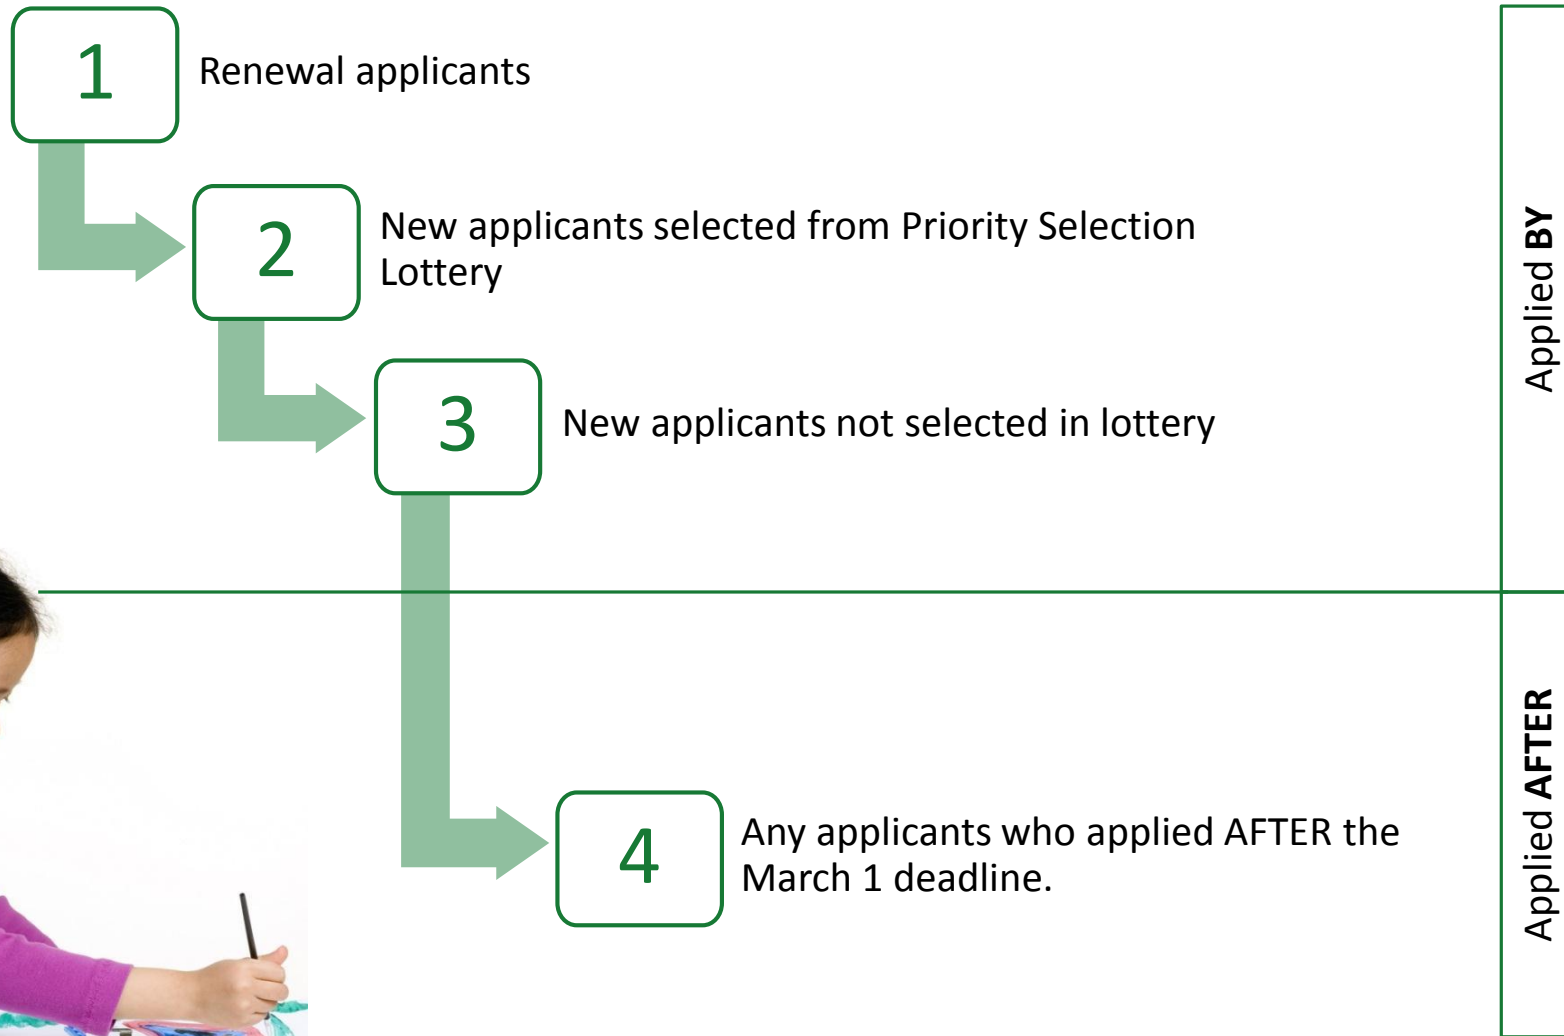 1
Renewal applicants
2
New applicants selected from Priority Selection
Lottery
3
New applicants not selected in lottery
Applied BY
4
Any applicants who applied AFTER the
March 1 deadline.
Applied AFTER